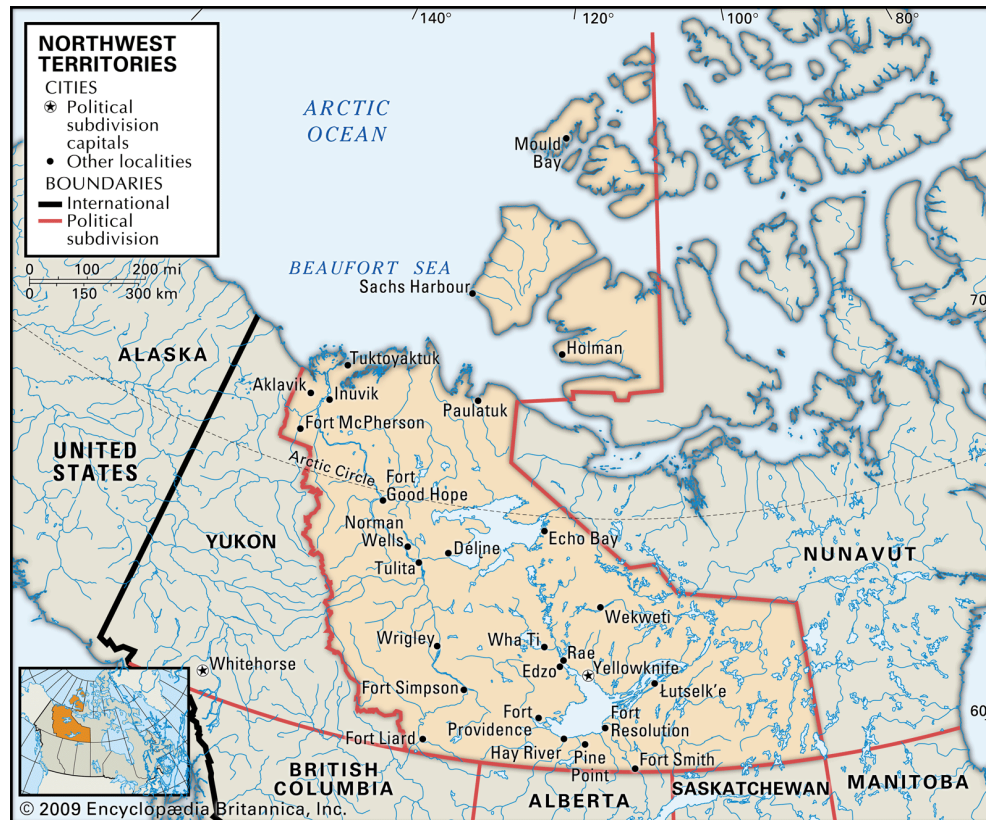 NORTHWEST
TERRITORIES
CITIES
Political
subdivision
capitals
Other localities
BOUNDARIES
International
Political
subdivision
0 100 200 mi
0 150 300 km
140°
120°
100°
80°
ARCTIC
OCEAN
Mould
Bay
BEAUFORT SEA
Sachs Harbour
70
ALASKA
Holman
Tuktoyaktuk
Aklavik
Inuvik
Paulatuk
Fort McPherson
UNITED
STATES
Arctic Circle
Fort
Good Hope
Norman
Wells
Echo Bay
YUKON
Déline
NUNAVUT
Tulita
Wekweti
Wrigley
Wha Ti
Rae
Edzo
Yellowknife
Whitehorse
Fort Simpson
Łutselk'e
Fort
Providence
Fort
Resolution
60
Fort Liard
Hay River
Pine
Point
Fort Smith
BRITISH
COLUMBIA
ALBERTA
SASKATCHEWAN
MANITOBA
© 2009 Encyclopædia Britannica, Inc.